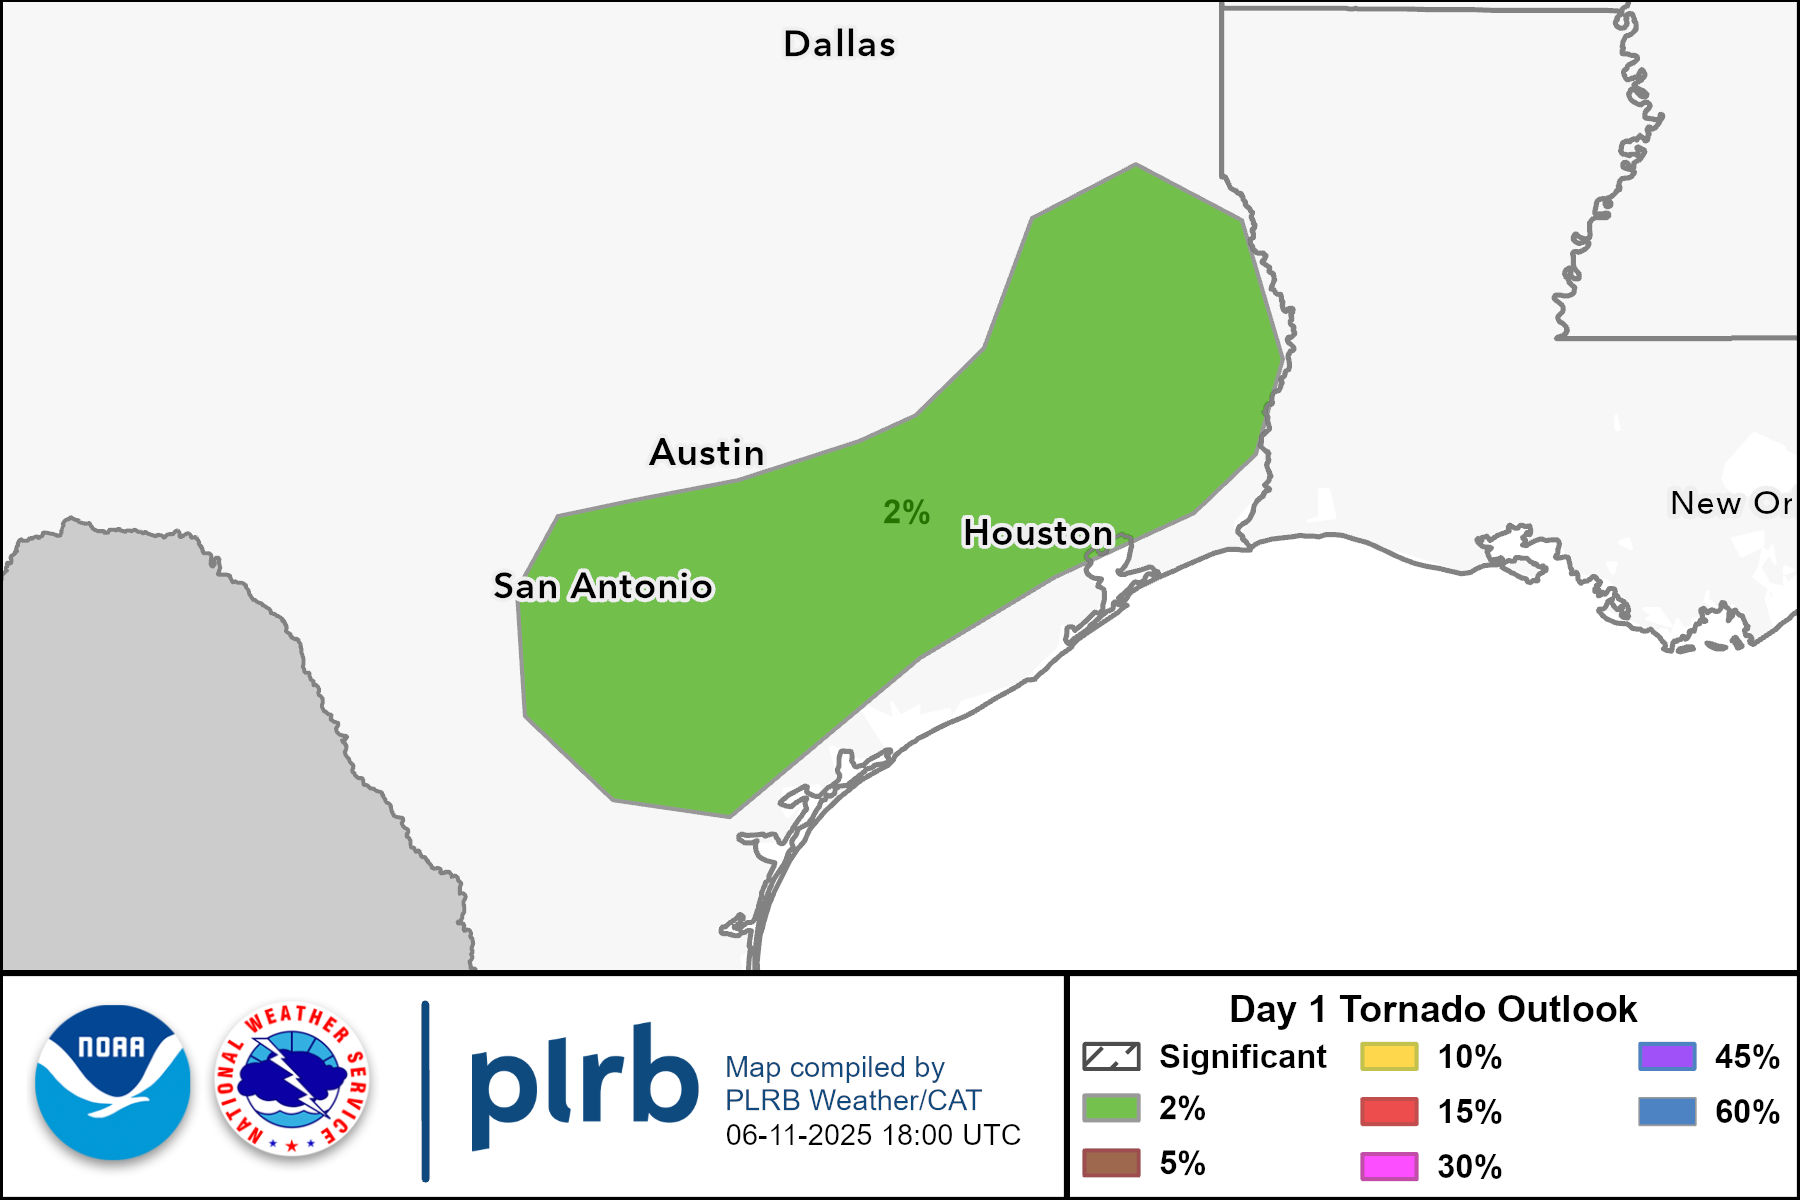 Dallas
Austin
2%
New Or
Houston
San Antonio
NOAA
NATIONAL WEATHER SERVICE
plrb
Map compiled by
PLRB Weather/CAT
06-11-2025 18:00 UTC
Day 1 Tornado Outlook
Significant
2%
5%
10%
15%
30%
45%
60%